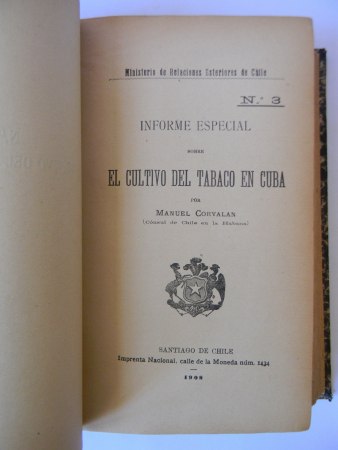 Ministerio de Relaciones Esteriores de Chile
N.º 3
INFORME ESPECIAL
SOBRE
EL CULTIVO DEL TABACO EN CUBA
POR
MANUEL CORVALAN
(Cónsul de Chile en la Habana)
SANTIAGO DE CHILE
Imprenta Nacional, calle de la Moneda núm. 1434
1908